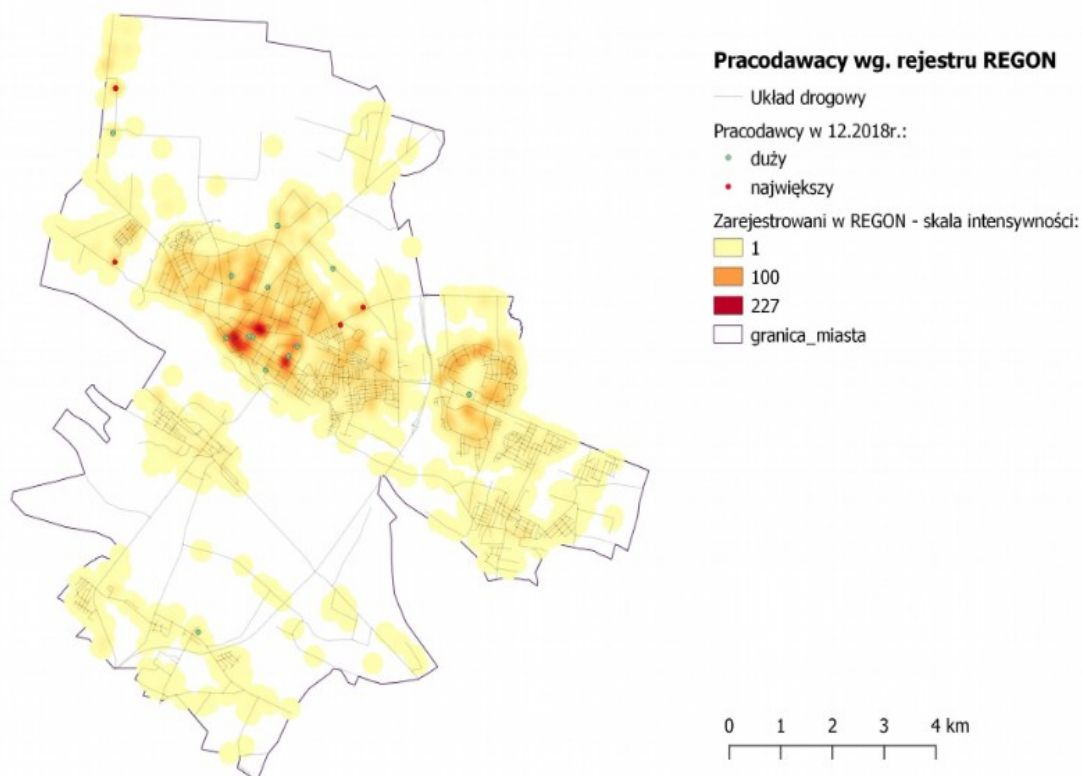 Pracodawacy wg. rejestru REGON
Układ drogowy
Pracodawcy w 12.2018r.:
duży
największy
Zarejestrowani w REGON - skala intensywności:
1
100
227
granica_miasta
0 1 2 3 4 km